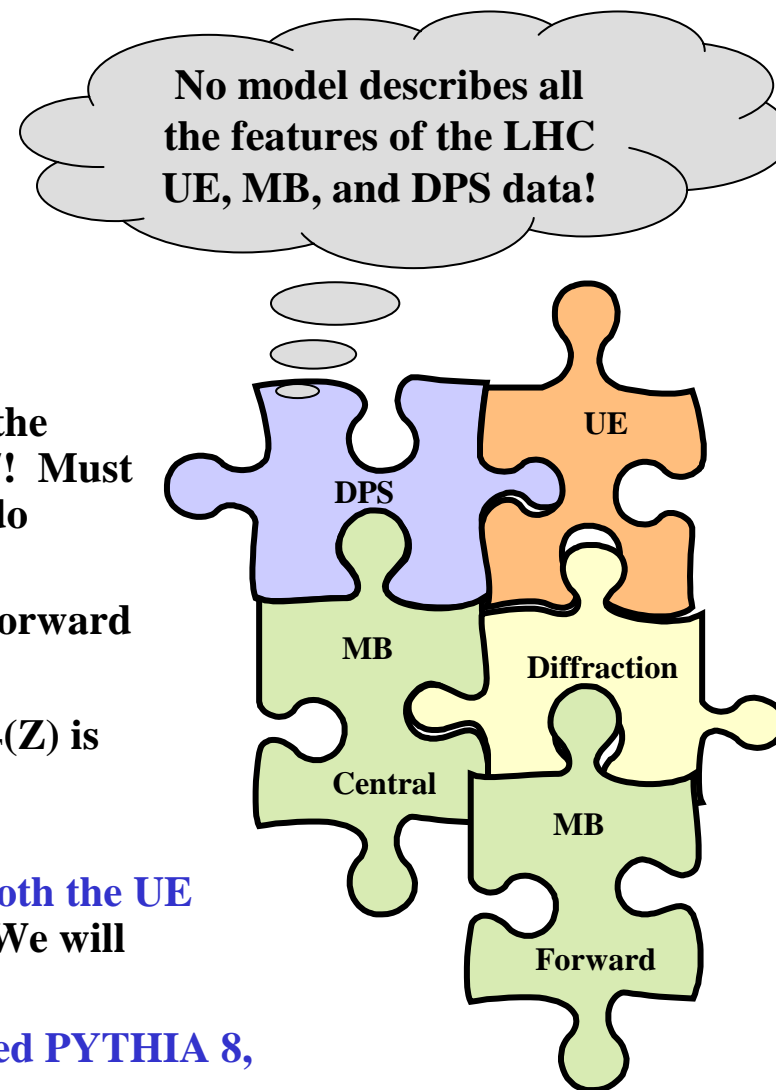 No model describes all
the features of the LHC
UE, MB, and DPS data!
the
! Must
do
UE
DPS
orward
MB
Diffraction
(Z) is
Central
MB
oth the UE
We will
Forward
ed PYTHIA 8,